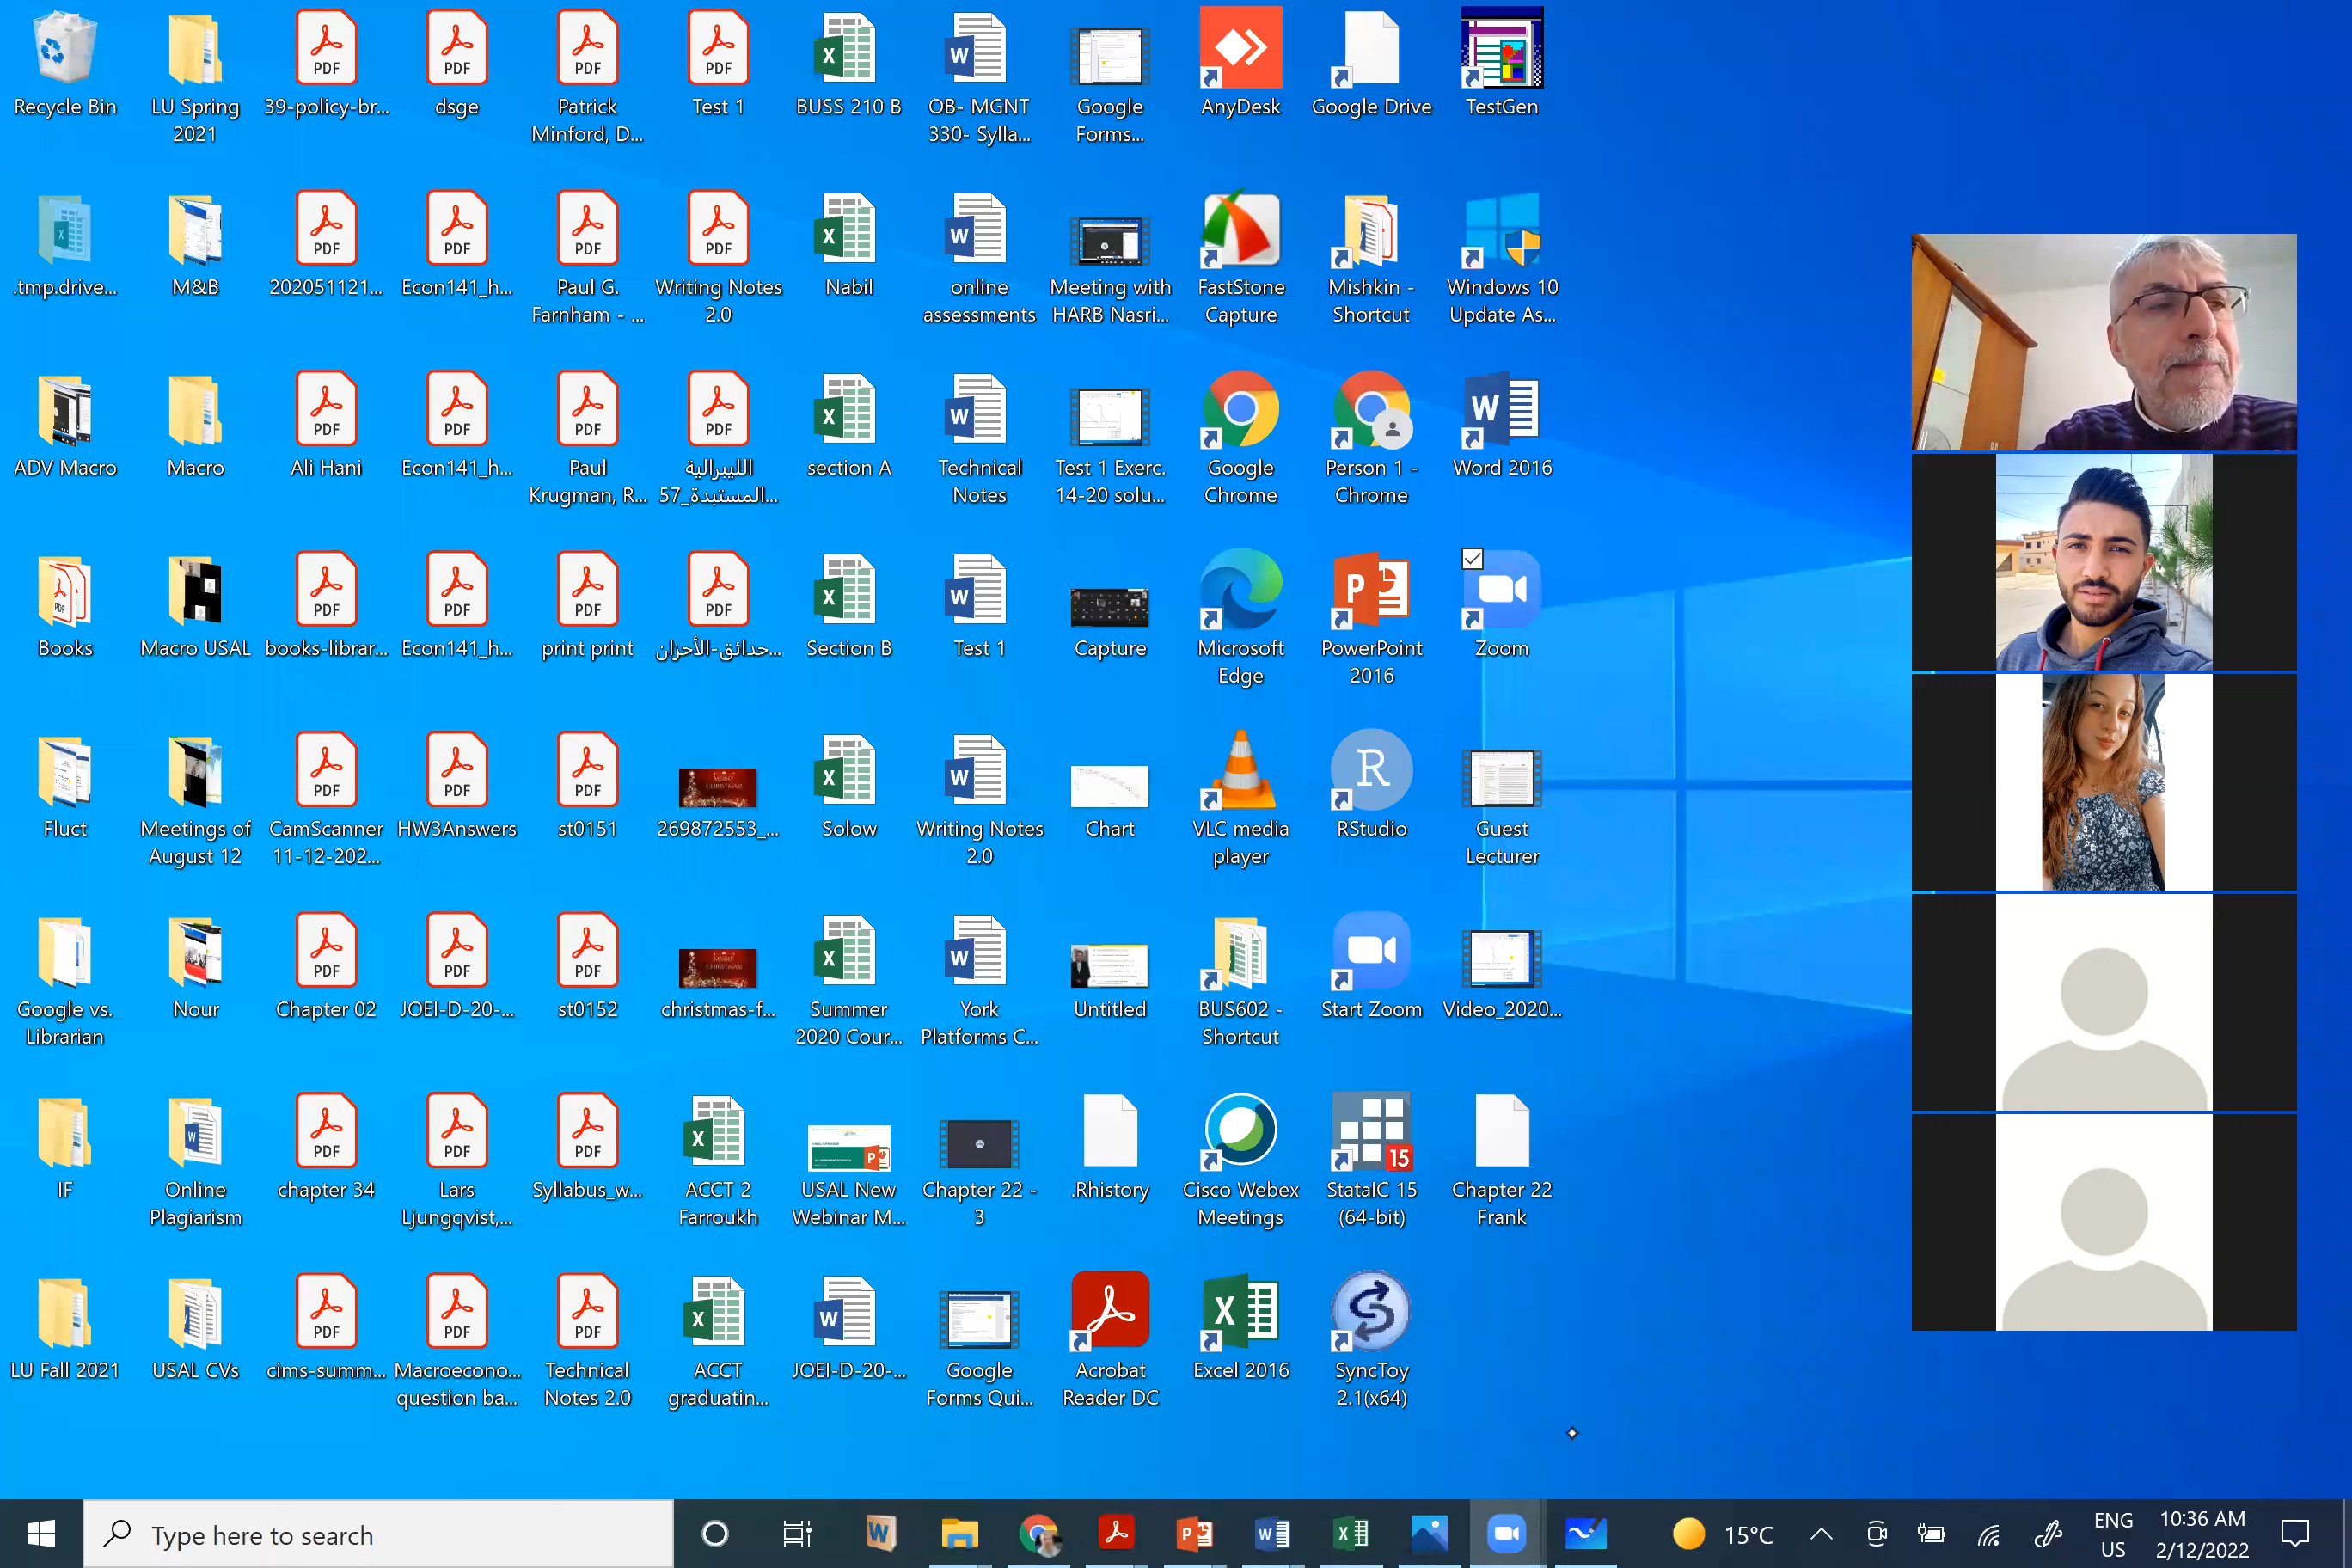 Recycle Bin
LU Spring
2021
39-policy-br...
dsge
Patrick
Minford, D...
Test 1
BUSS 210 B
OB- MGNT
330- Sylla...
Google
Forms...
AnyDesk
Google Drive
TestGen
.tmp.drive...
M&B
202051121...
Econ141_h...
Paul G.
Farnham - ...
Writing Notes
2.0
Nabil
online
assessments
Meeting with
HARB Nasri...
FastStone
Capture
Mishkin -
Shortcut
Windows 10
Update As...
ADV Macro
Macro
Ali Hani
Econ141_h...
Paul
Krugman, R...
الليبرالية
المستبدة_57...
section A
Technical
Notes
Test 1 Exerc.
14-20 solu...
Google
Chrome
Person 1 -
Chrome
Word 2016
Books
Macro USAL
books-librar...
Econ141_h...
print print
حدائق-الأحزان...
Section B
Test 1
Capture
Microsoft
Edge
PowerPoint
2016
Zoom
Fluct
Meetings of
August 12
CamScanner
11-12-202...
HW3Answers
st0151
269872553_...
Solow
Writing Notes
2.0
Chart
VLC media
player
RStudio
Guest
Lecturer
Google vs.
Librarian
Nour
Chapter 02
JOEI-D-20-...
st0152
christmas-f...
Summer
2020 Cour...
York
Platforms C...
Untitled
BUS602 -
Shortcut
Start Zoom
Video_2020...
IF
Online
Plagiarism
chapter 34
Lars
Ljungqvist,...
Syllabus_w...
ACCT 2
Farroukh
USAL New
Webinar M...
Chapter 22 -
3
.Rhistory
Cisco Webex
Meetings
StataIC 15
(64-bit)
Chapter 22
Frank
LU Fall 2021
USAL CVs
cims-summ...
Macroecono...
question ba...
Technical
Notes 2.0
ACCT
graduatin...
JOEI-D-20-...
Google
Forms Qui...
Acrobat
Reader DC
Excel 2016
SyncToy
2.1(x64)
Type here to search
15°C
ENG
US
10:36 AM
2/12/2022